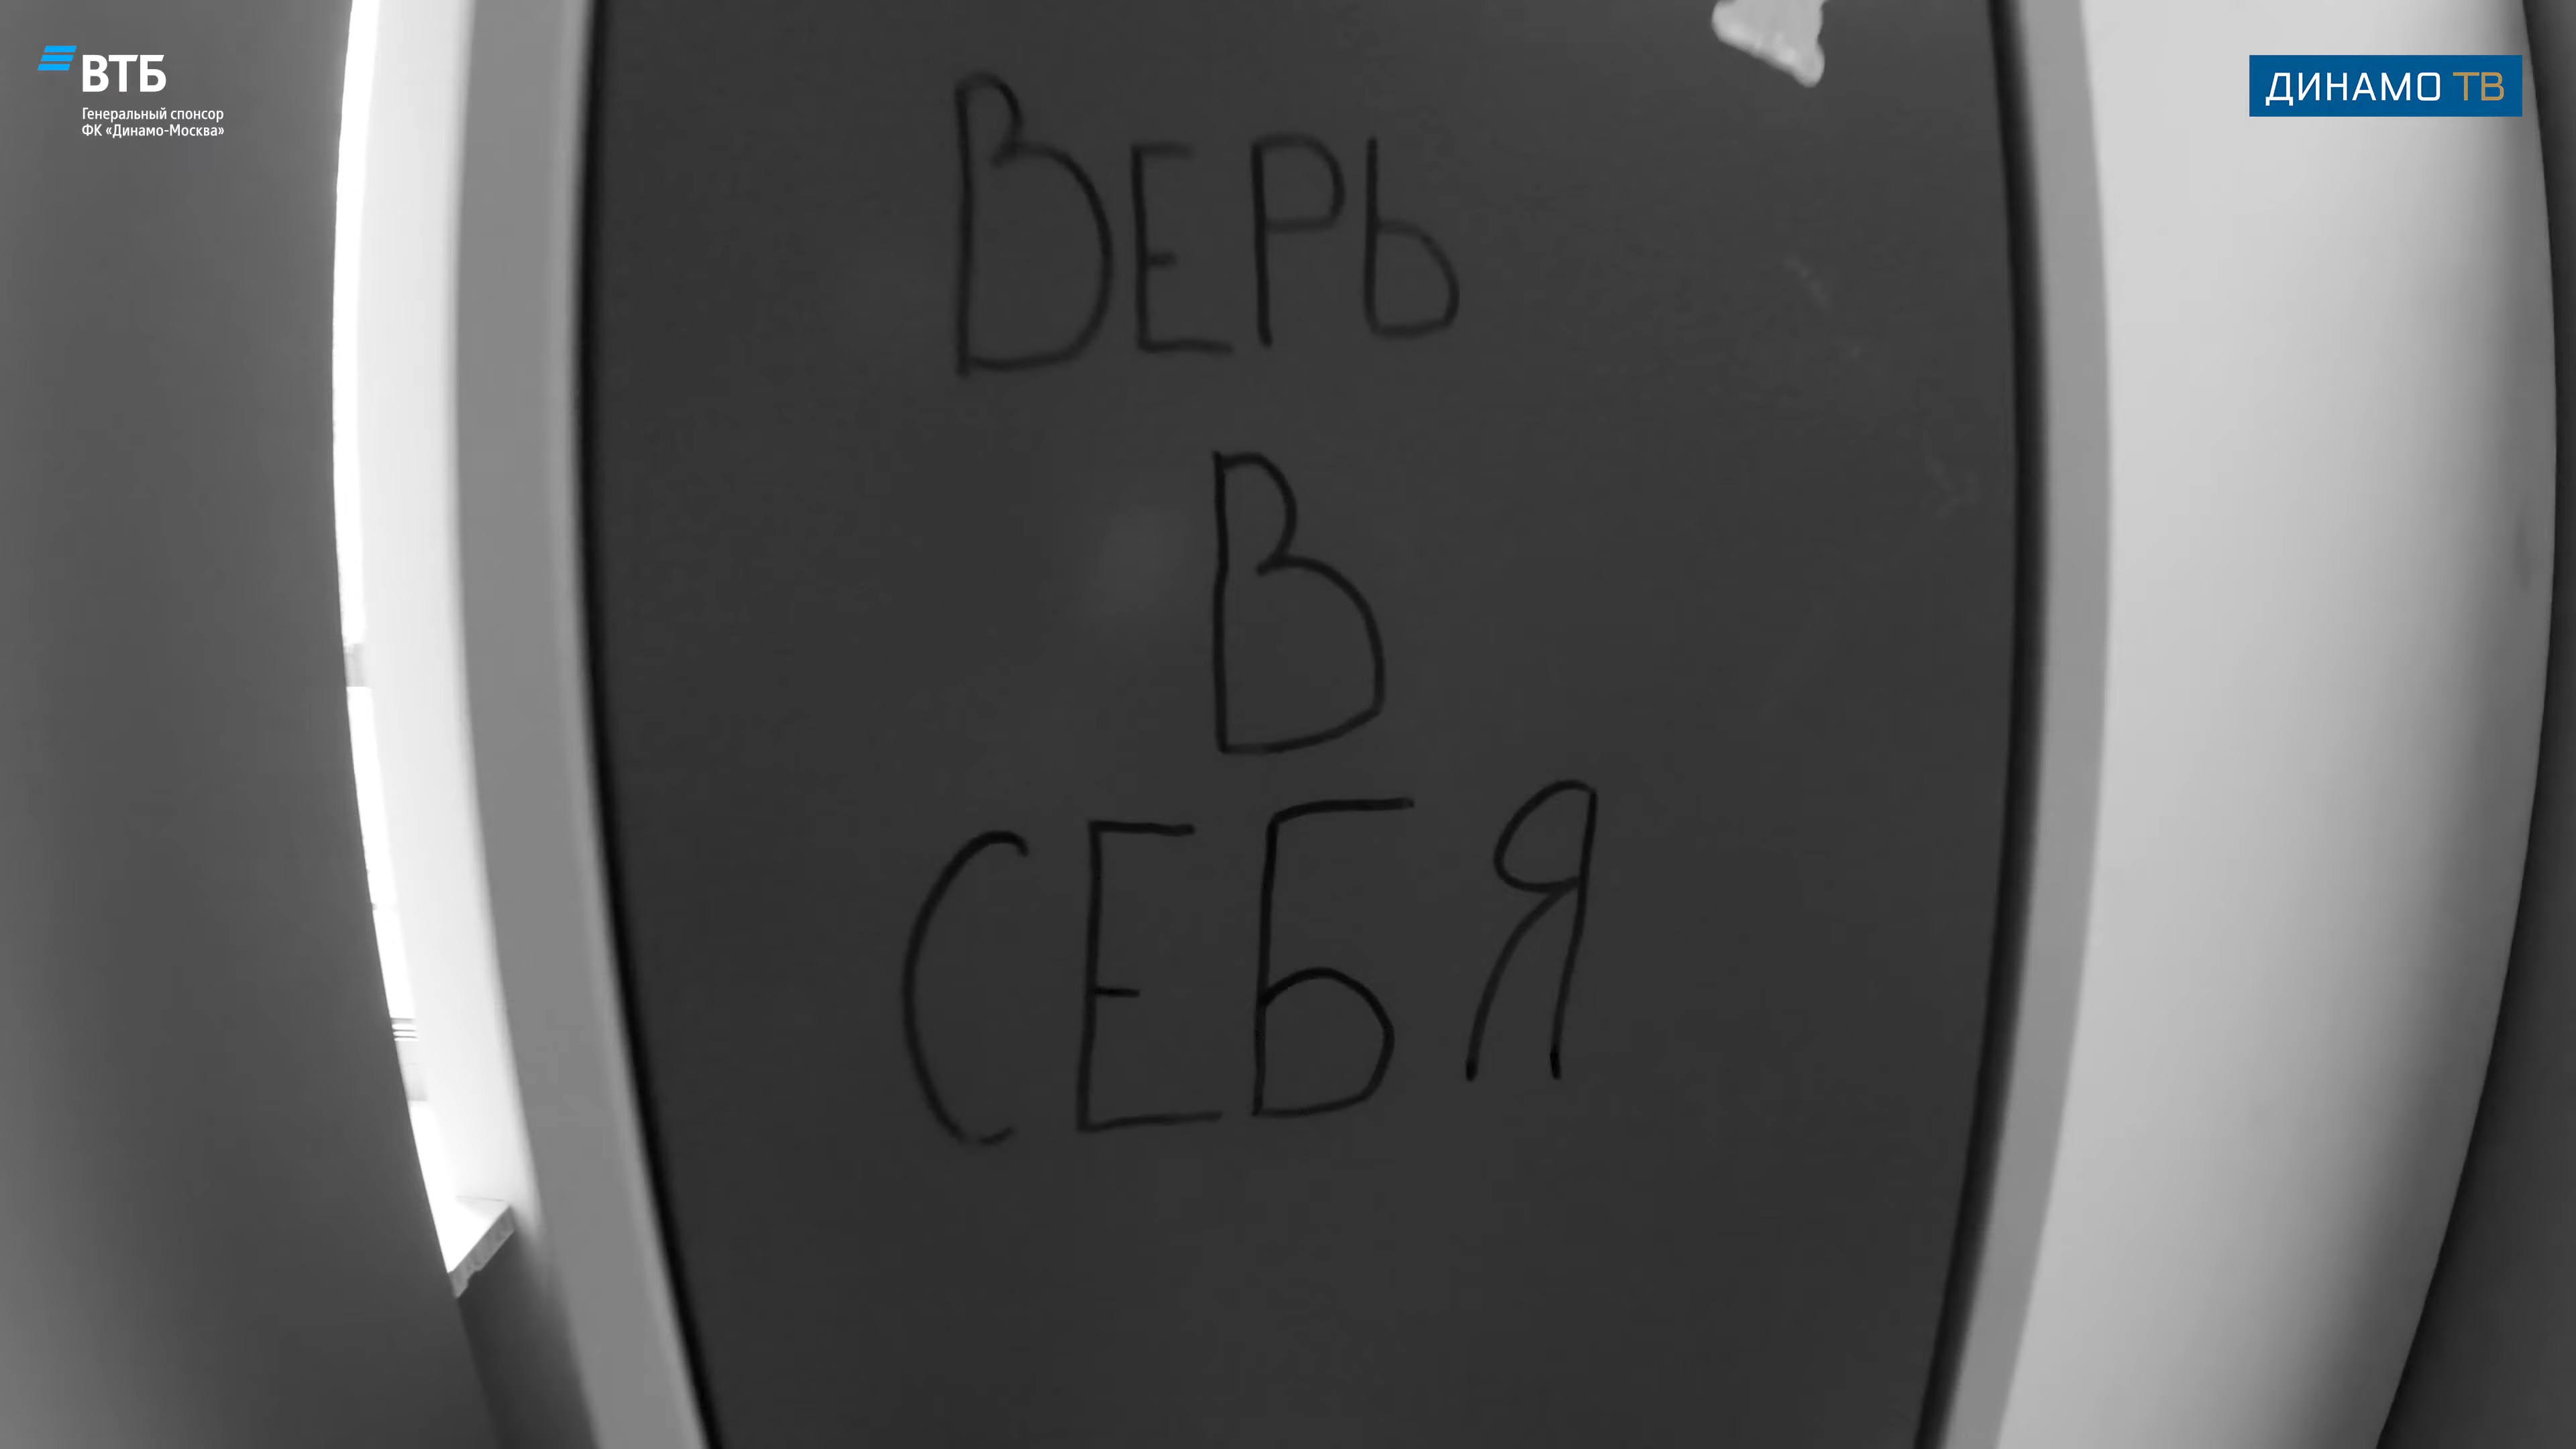 ВТБ
Генеральный спонсор
ФК «Динамо-Москва»
ДИНАМО ТВ
ВЕРЬ
В
СЕБЯ